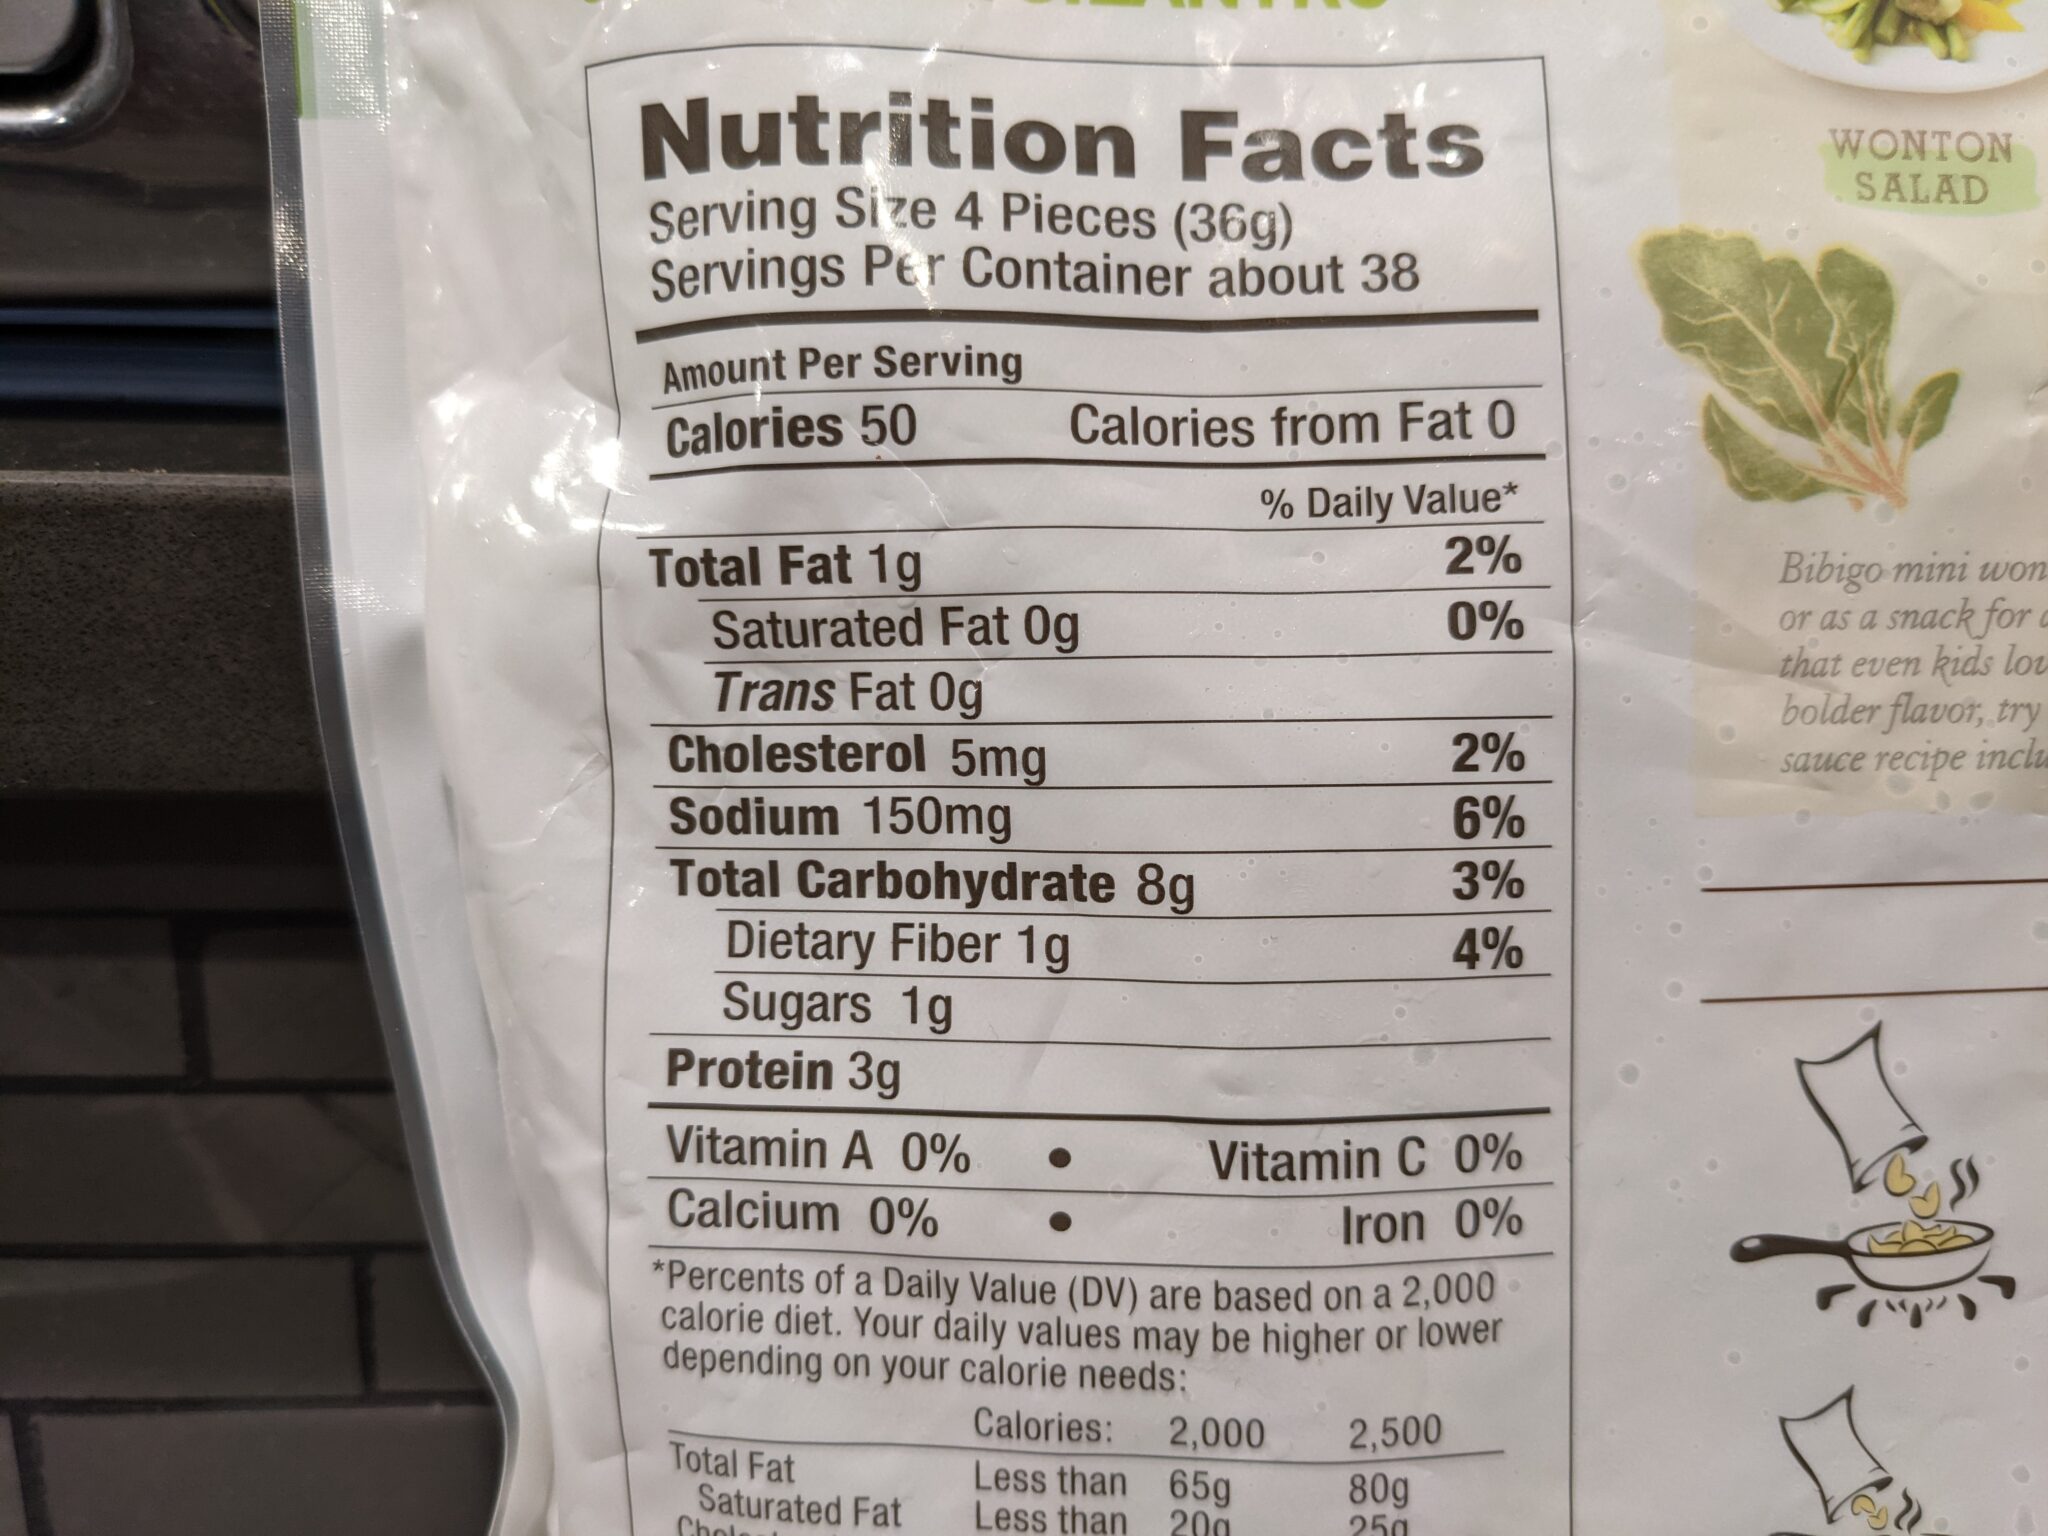 Nutrition Facts
Serving Size 4 Pieces (36g)
Servings Per Container about 38
Amount Per Serving
Calories 50 Calories from Fat 0
% Daily Value*
Total Fat 1g 2%
Saturated Fat 0g 0%
Trans Fat 0g
Cholesterol 5mg 2%
Sodium 150mg 6%
Total Carbohydrate 8g 3%
Dietary Fiber 1g 4%
Sugars 1g
Protein 3g
Vitamin A 0% • Vitamin C 0%
Calcium 0% • Iron 0%
*Percents of a Daily Value (DV) are based on a 2,000
calorie diet. Your daily values may be higher or lower
depending on your calorie needs:
Calories: 2,000 2,500
Total Fat Less than 65g 80g
Saturated Fat Less than 20g 25g
WONTON
SALAD
Bibigo mini won
or as a snack for
that even kids lov
bolder flavor, try
sauce recipe inclu